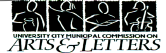 UNIVERSITY CITY MUNICIPAL COMMISSION ON
ARTS & LETTERS